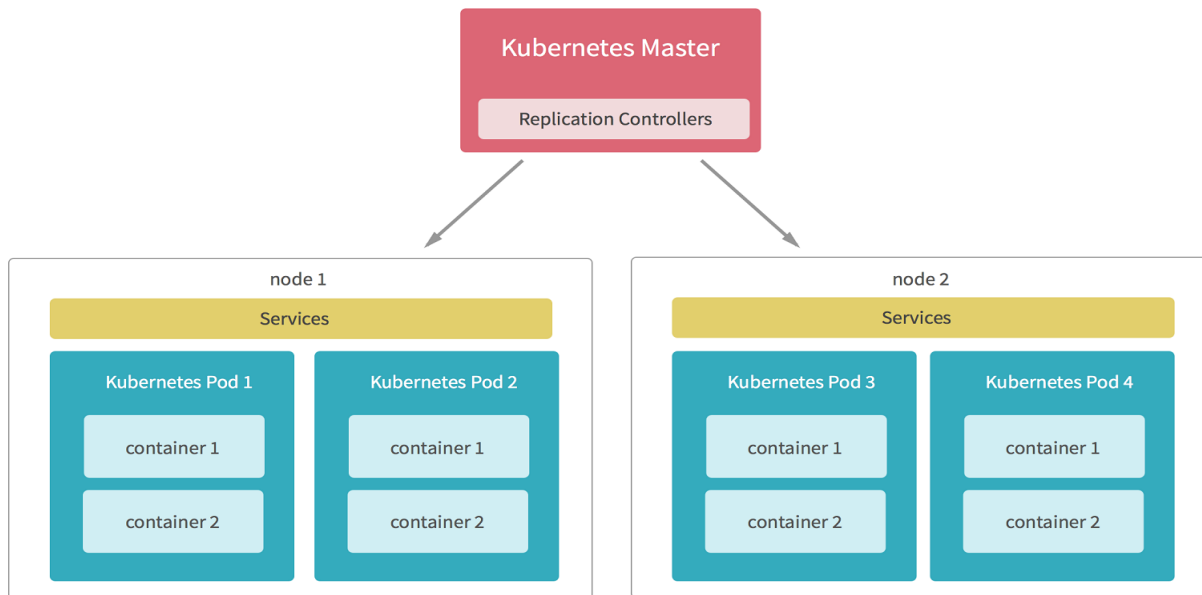 Kubernetes Master
Replication Controllers
node 1
Services
Kubernetes Pod 1
container 1
container 2
Kubernetes Pod 2
container 1
container 2
node 2
Services
Kubernetes Pod 3
container 1
container 2
Kubernetes Pod 4
container 1
container 2